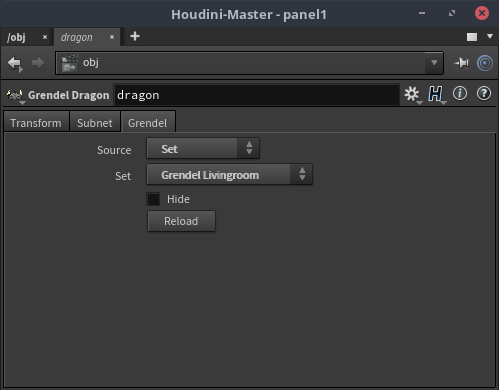 Houdini-Master - panel1
/obj × dragon × +
obj
Grendel Dragon dragon
Transform Subnet Grendel
Source Set
Set Grendel Livingroom
Hide
Reload